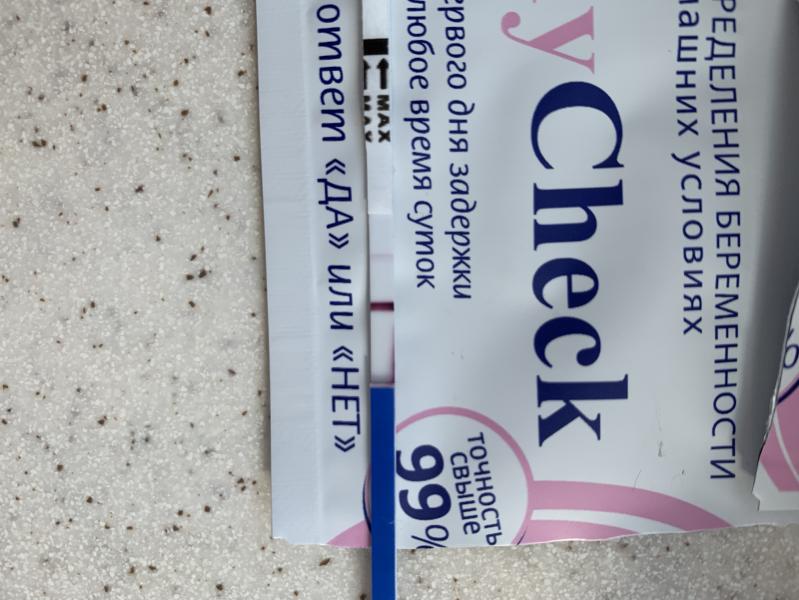 РЕДЕЛЕНИЯ БЕРЕМЕННОСТИ
МАШНИХ УСЛОВИЯХ
yCheck
ервого дня задержки
любое время суток
ТОЧНОСТЬ
СВЫШЕ
99%
MAX
MAX
ответ «ДА» или «НЕТ»